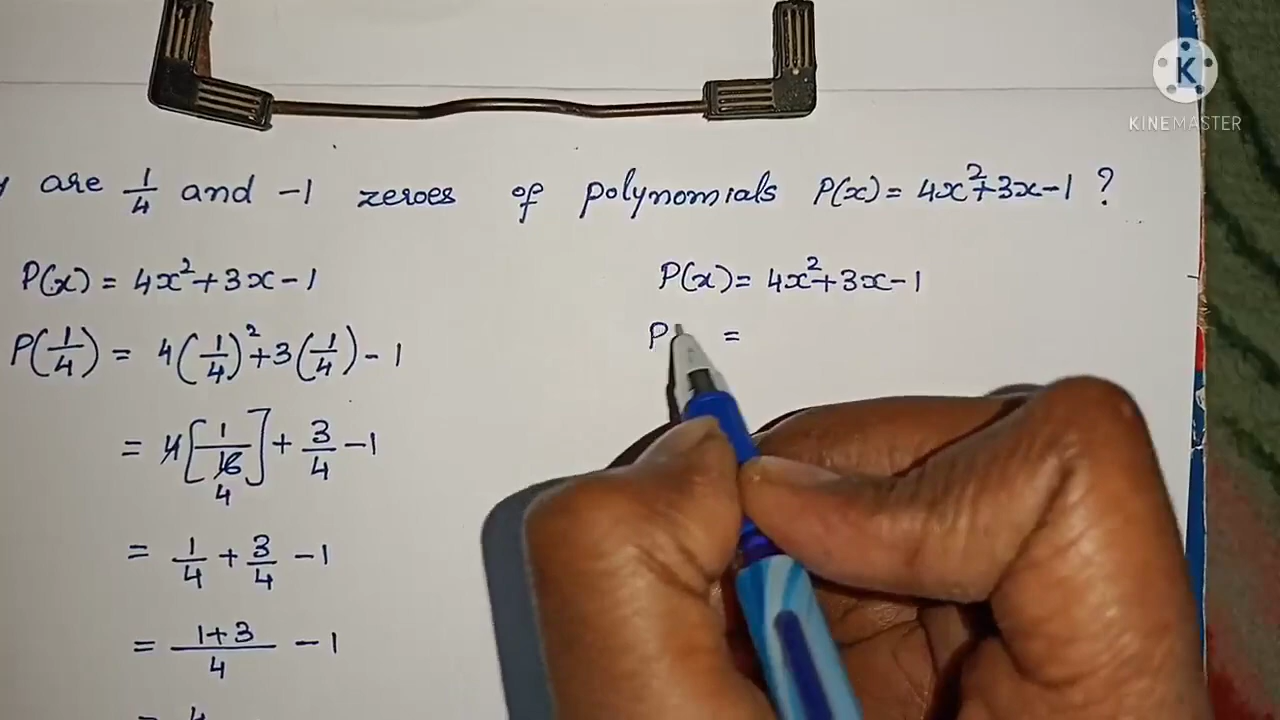 KINEMASTER
are 1/4 and -1 zeroes of polynomials P(x) = 4x²+3x-1 ?
P(x) = 4x²+3x-1
P(1/4) = 4(1/4)²+3(1/4)-1
= 4[1/16]+3/4-1
4
= 1/4+3/4-1
= 1+3/4 -1
= 4
P(x) = 4x²+3x-1
P =